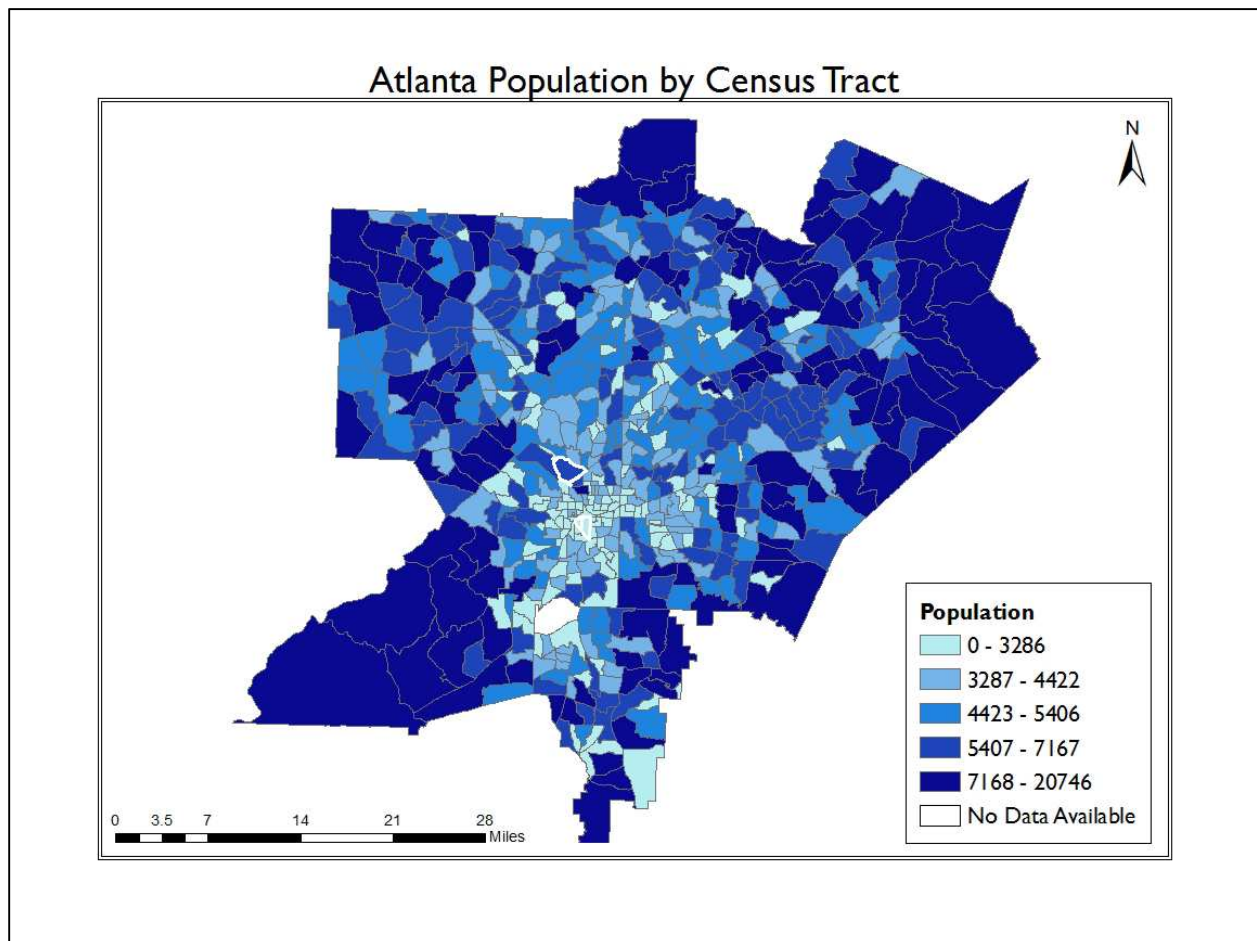 Atlanta Population by Census Tract
N
Population
0 - 3286
3287 - 4422
4423 - 5406
5407 - 7167
7168 - 20746
No Data Available
0 3.5 7 14 21 28
Miles